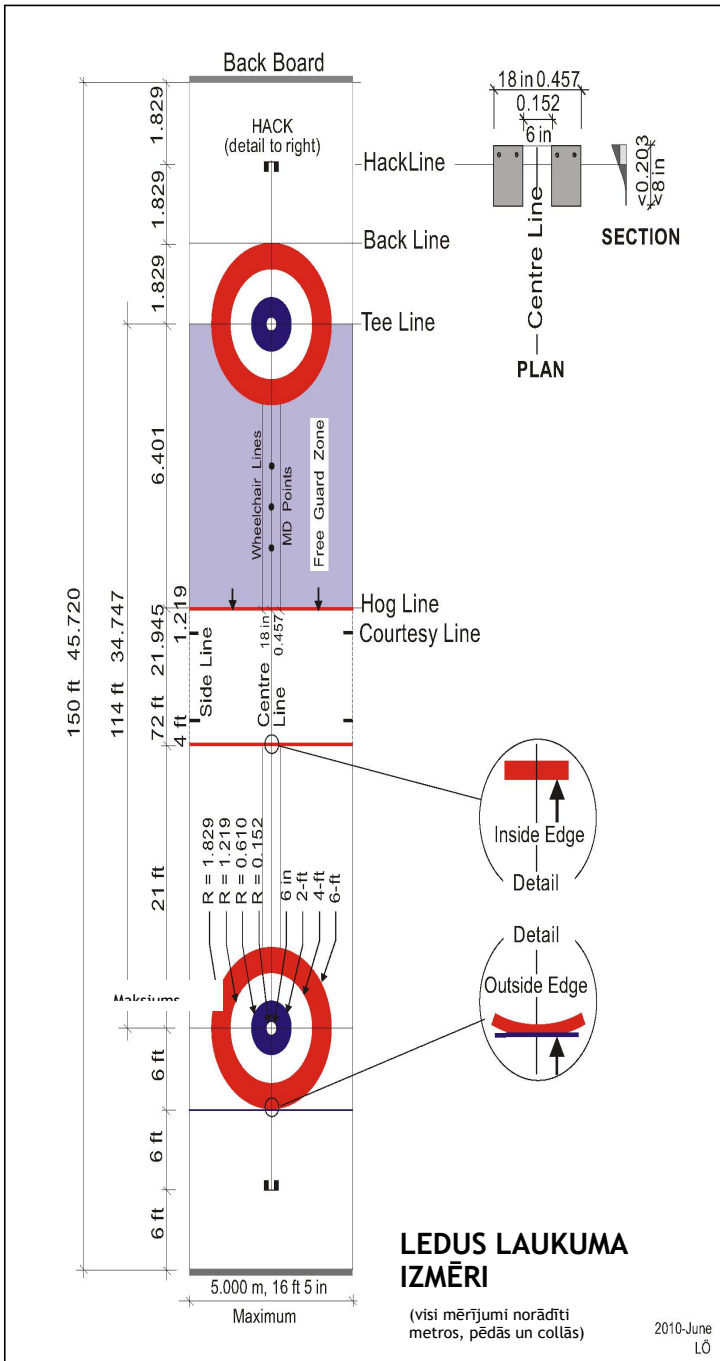 Back Board
18 in 0.457
0.152
6 in
HACK
(detail to right)
1.829
HackLine
<0.203
<8 in
Centre Line
SECTION
1.829
Back Line
1.829
Tee Line
PLAN
6.401
Wheelchair Lines
MD Points
Free Guard Zone
Hog Line
1.219
Courtesy Line
150 ft 45.720
114 ft 34.747
72 ft 21.945
4 ft
Side Line
Centre Line
18 in
0.457
Inside Edge
Detail
21 ft
R = 1.829
R = 1.219
R = 0.610
R = 0.152
6 in
2-ft
4-ft
6-ft
Detail
Outside Edge
6 ft
6 ft
6 ft
5.000 m, 16 ft 5 in
Maximum
LEDUS LAUKUMA
IZMĒRI
(visi mērījumi norādīti
metros, pēdās un collās)
2010-June
LÖ